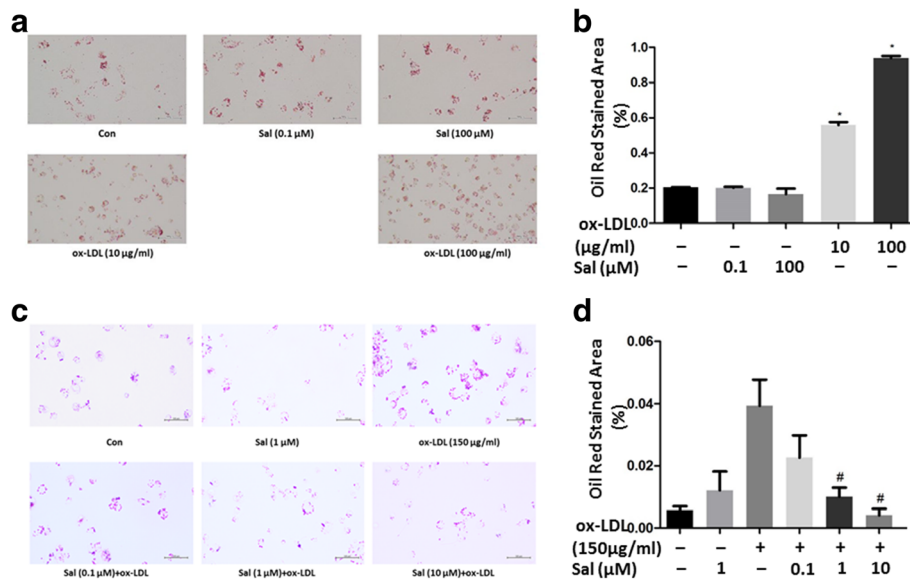 a
Con
Sal (0.1 μM)
Sal (100 μM)
ox-LDL (10 μg/ml)
ox-LDL (100 μg/ml)
b
Oil Red Stained Area
(%)
1.0
0.8
0.6
0.4
0.2
0.0
*
*
ox-LDL
(μg/ml) – – – 10 100
Sal (μM) – 0.1 100 – –
c
Con
Sal (1 μM)
ox-LDL (150 μg/ml)
Sal (0.1 μM)+ox-LDL
Sal (1 μM)+ox-LDL
Sal (10 μM)+ox-LDL
d
Oil Red Stained Area
(%)
0.06
0.04
0.02
0.00
#
#
ox-LDL
(150μg/ml) – – + + + +
Sal (μM) – 1 – 0.1 1 10